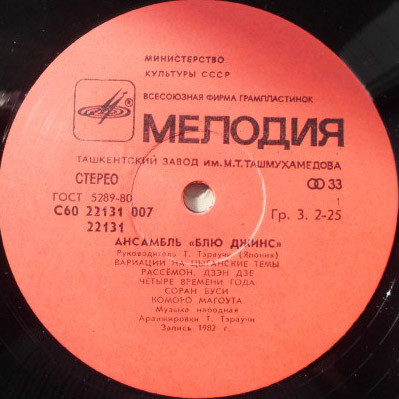 МИНИСТЕРСТВО
КУЛЬТУРЫ СССР
ВСЕСОЮЗНАЯ ФИРМА ГРАМПЛАСТИНОК
МЕЛОДИЯ
ТАШКЕНТСКИЙ ЗАВОД ИМ. М.Т. ТАШМУХАМЕДОВА
СТЕРЕО 33
ГОСТ 5289-80 1
С60 22131 007 Гр. 3. 2-25
22131
АНСАМБЛЬ «БЛЮ ДЖИНС»
Руководитель Т. Тэраучи (Япония)
ВАРИАЦИИ НА ЦЫГАНСКИЕ ТЕМЫ
РАССЁМОН. ДЗЭН ДЗЕ
ЧЕТЫРЕ ВРЕМЕНИ ГОДА
СОРАН БУСИ
КОМОРО МАГОУТА
Музыка народная
Аранжировки Т. Тэраучи
Запись 1982 г.